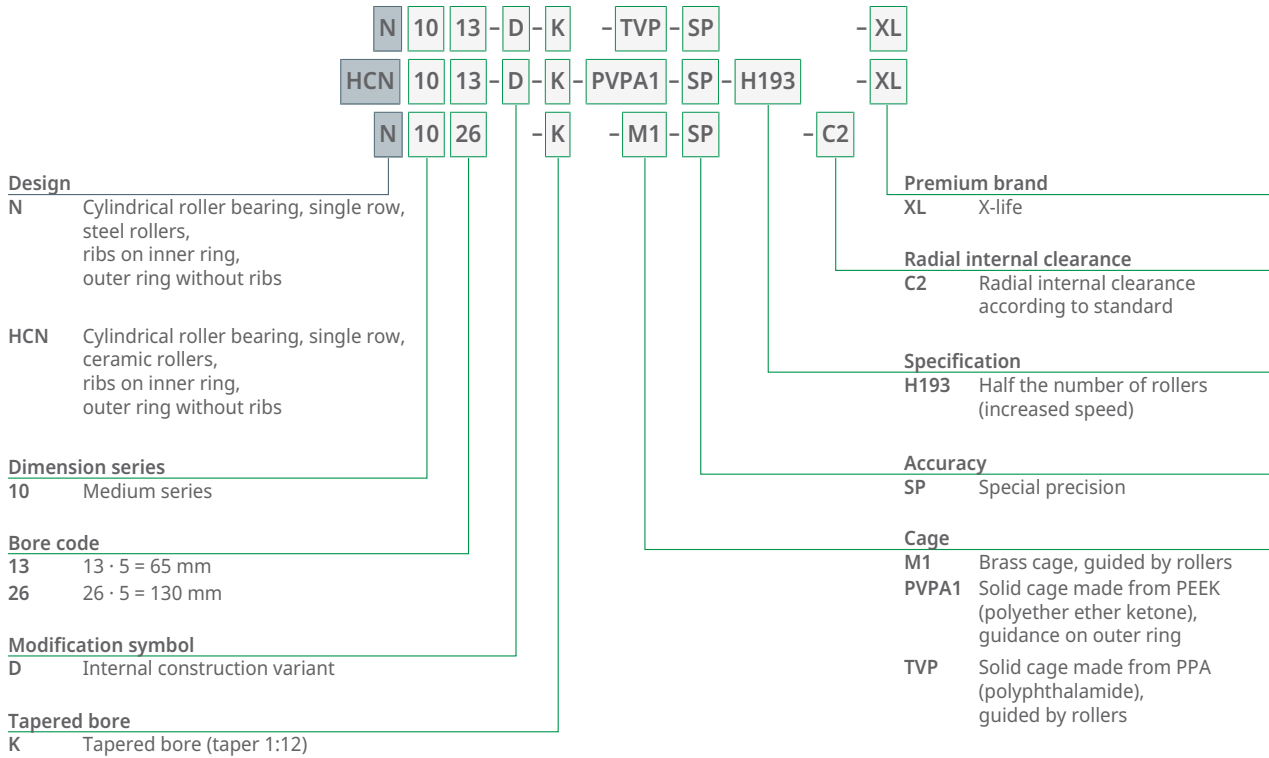 N 10 13 – D – K – TVP – SP – XL
HCN 10 13 – D – K – PVPA1 – SP – H193 – XL
N 10 26 – K – M1 – SP – C2
Design
N Cylindrical roller bearing, single row,
steel rollers,
ribs on inner ring,
outer ring without ribs
HCN Cylindrical roller bearing, single row,
ceramic rollers,
ribs on inner ring,
outer ring without ribs
Dimension series
10 Medium series
Bore code
13 13 · 5 = 65 mm
26 26 · 5 = 130 mm
Modification symbol
D Internal construction variant
Tapered bore
K Tapered bore (taper 1:12)
Premium brand
XL X-life
Radial internal clearance
C2 Radial internal clearance
according to standard
Specification
H193 Half the number of rollers
(increased speed)
Accuracy
SP Special precision
Cage
M1 Brass cage, guided by rollers
PVPA1 Solid cage made from PEEK
(polyether ether ketone),
guidance on outer ring
TVP Solid cage made from PPA
(polyphthalamide),
guided by rollers